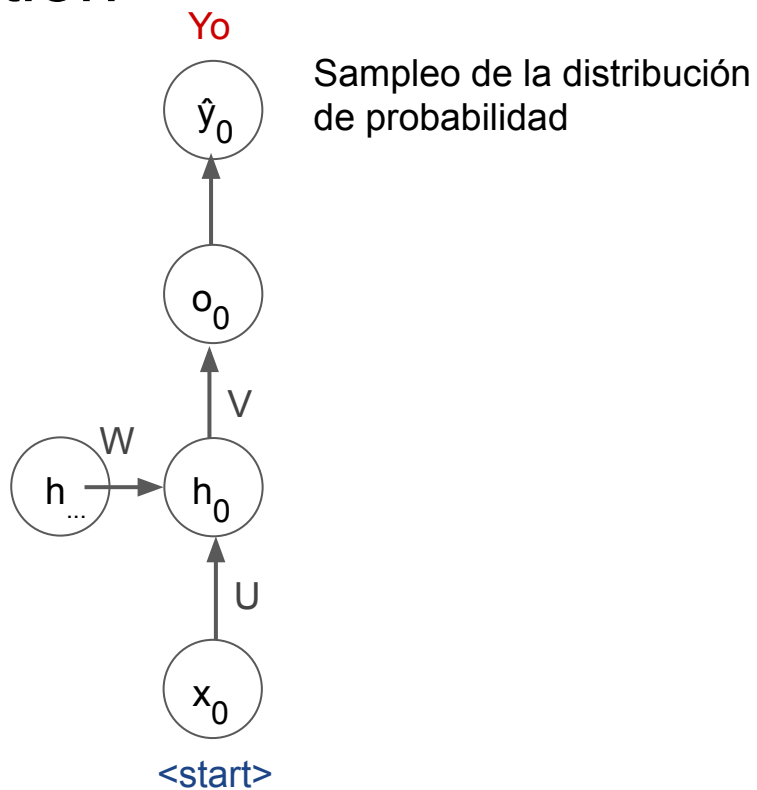 Yo
ŷ0
Sampleo de la distribución
de probabilidad
o0
V
W
h...
h0
U
x0
<start>